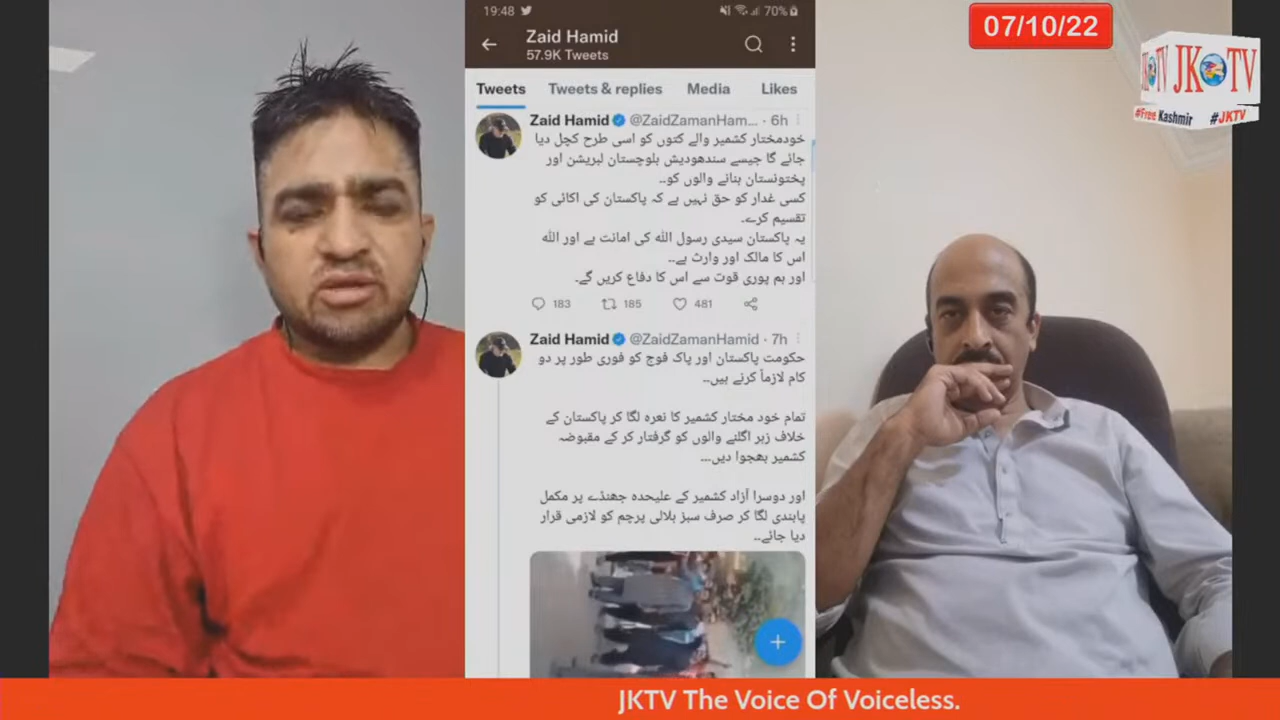 19:48
70%
Zaid Hamid
57.9K Tweets
Tweets
Tweets & replies
Media
Likes
Zaid Hamid @ZaidZamanHam... · 6h
خودمختار کشمیر والے کتوں کو اسی طرح کچل دیا
جائے گا جیسے سندھودیش بلوچستان لبریشن اور
پختونستان بنانے والوں کو..
کسی غدار کو حق نہیں ہے کہ پاکستان کی اکائی کو
تقسیم کرے۔
یہ پاکستان سیدی رسول اللہ کی امانت ہے اور اللہ
اس کا مالک اور وارث ہے..
اور ہم پوری قوت سے اس کا دفاع کریں گے۔
183
185
481
Zaid Hamid @ZaidZamanHamid · 7h
حکومت پاکستان اور پاک فوج کو فوری طور پر دو
کام لازماً کرنے ہیں..
تمام خود مختار کشمیر کا نعرہ لگا کر پاکستان کے
خلاف زہر اگلنے والوں کو گرفتار کر کے مقبوضہ
کشمیر بھجوا دیں...
اور دوسرا آزاد کشمیر کے علیحدہ جھنڈے پر مکمل
پابندی لگا کر صرف سبز ہلالی پرچم کو لازمی قرار
دیا جائے..
07/10/22
JKTV
JKTV
#Free Kashmir
#JKTV
JKTV The Voice Of Voiceless.